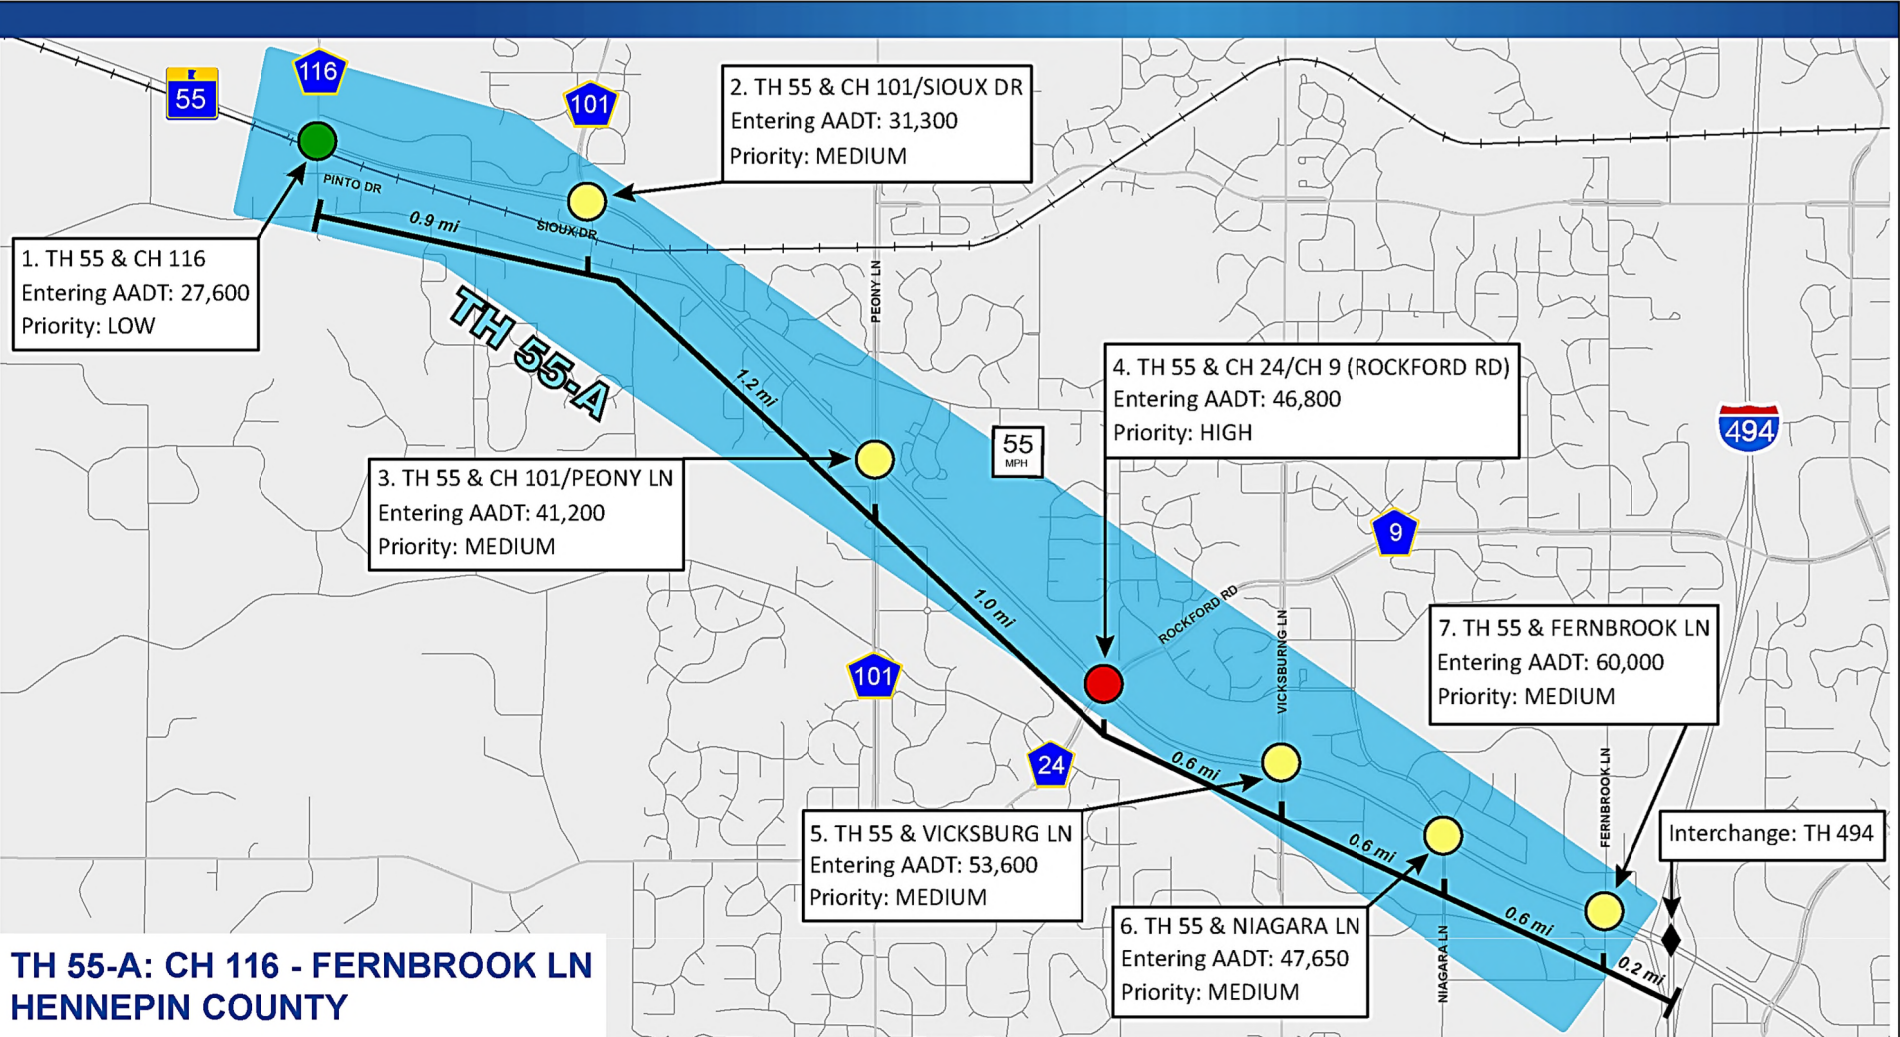 55
116
101
2. TH 55 & CH 101/SIOUX DR
Entering AADT: 31,300
Priority: MEDIUM
PINTO DR
0.9 mi
SIOUX DR
1. TH 55 & CH 116
Entering AADT: 27,600
Priority: LOW
TH 55-A
PEONY LN
1.2 mi
4. TH 55 & CH 24/CH 9 (ROCKFORD RD)
Entering AADT: 46,800
Priority: HIGH
55
MPH
494
3. TH 55 & CH 101/PEONY LN
Entering AADT: 41,200
Priority: MEDIUM
9
1.0 mi
ROCKFORD RD
VICKSBURNG LN
101
24
7. TH 55 & FERNBROOK LN
Entering AADT: 60,000
Priority: MEDIUM
0.6 mi
FERNBROOK LN
5. TH 55 & VICKSBURG LN
Entering AADT: 53,600
Priority: MEDIUM
0.6 mi
Interchange: TH 494
6. TH 55 & NIAGARA LN
Entering AADT: 47,650
Priority: MEDIUM
NIAGARA LN
0.6 mi
0.2 mi
TH 55-A: CH 116 - FERNBROOK LN
HENNEPIN COUNTY